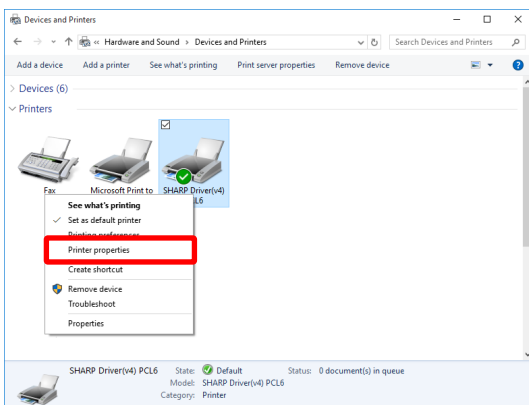 Devices and Printers
« Hardware and Sound › Devices and Printers
Search Devices and Printers
Add a device Add a printer See what's printing Print server properties Remove device
Devices (6)
Printers
Fax Microsoft Print to SHARP Driver(v4)
See what's printing
Set as default printer
Printing preferences
Printer properties
Create shortcut
Remove device
Troubleshoot
Properties
SHARP Driver(v4) PCL6 State: Default Status: 0 document(s) in queue
Model: SHARP Driver(v4) PCL6
Category: Printer